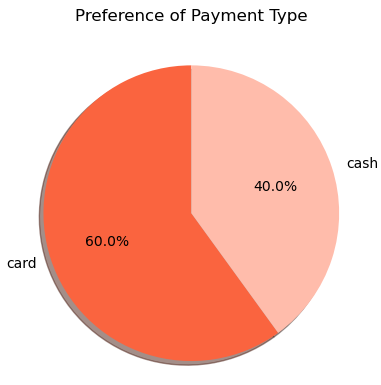 Preference of Payment Type
cash
40.0%
60.0%
card